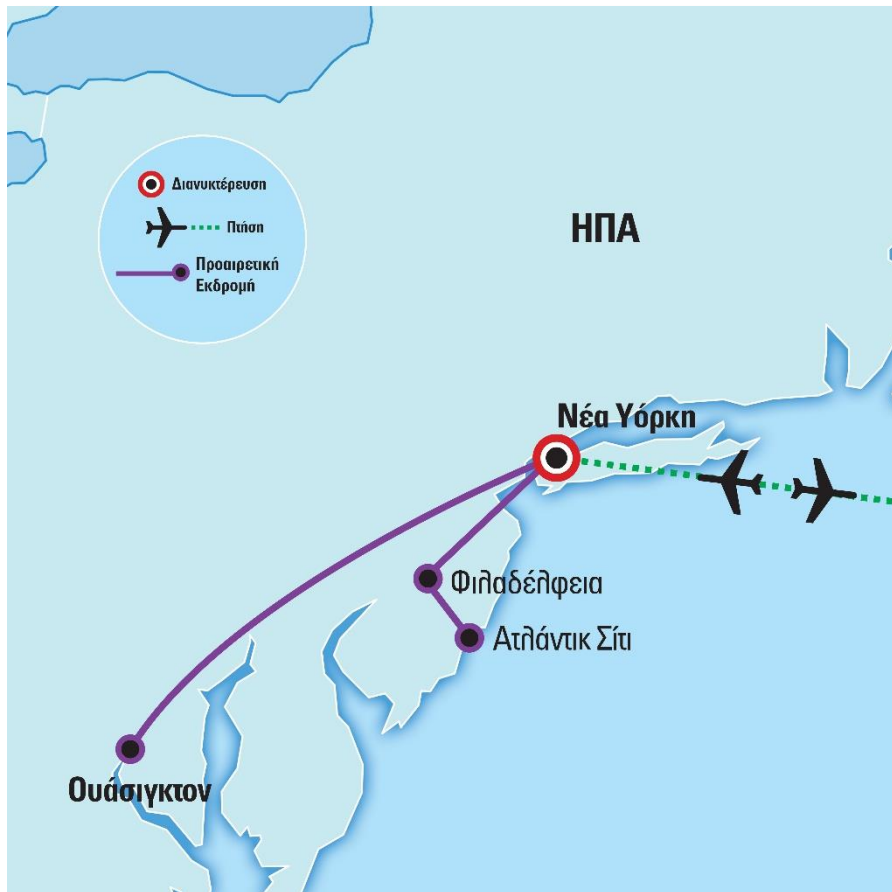 Διανυκτέρευση
Πτήση
Προαιρετική
Εκδρομή
ΗΠΑ
Νέα Υόρκη
Φιλαδέλφεια
Ατλάντικ Σίτι
Ουάσιγκτον